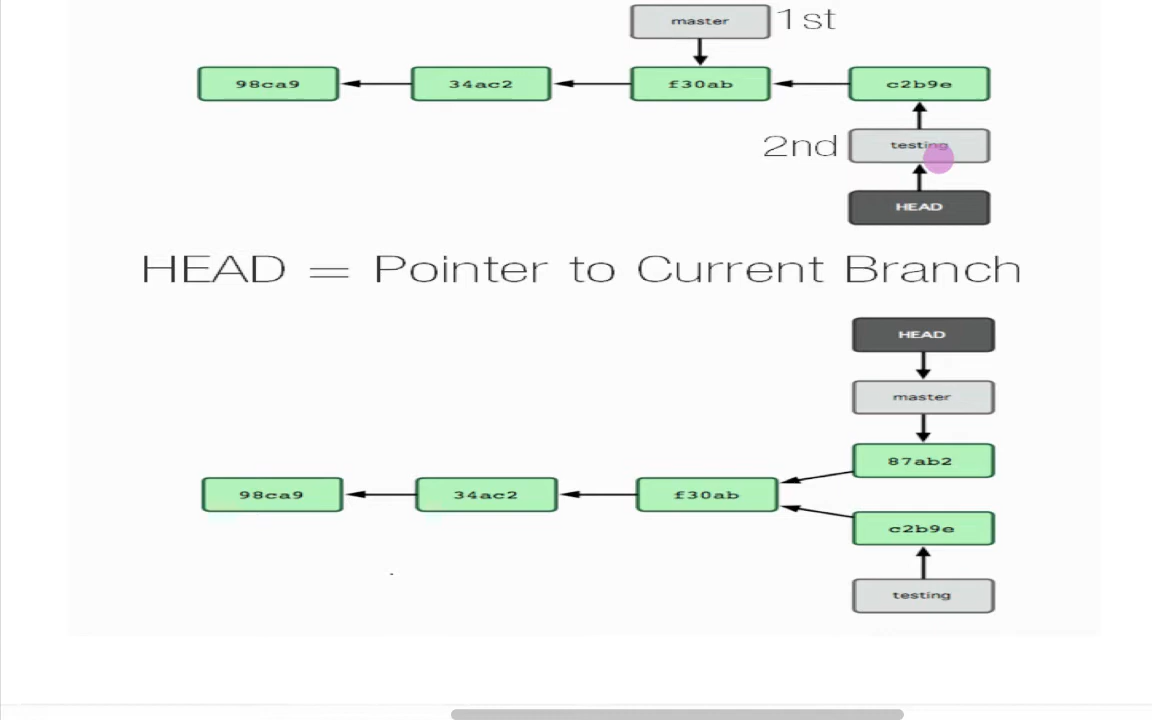 master 1st
98ca9 34ac2 f30ab c2b9e
2nd testing
HEAD
HEAD = Pointer to Current Branch
HEAD
master
87ab2
98ca9 34ac2 f30ab
c2b9e
testing